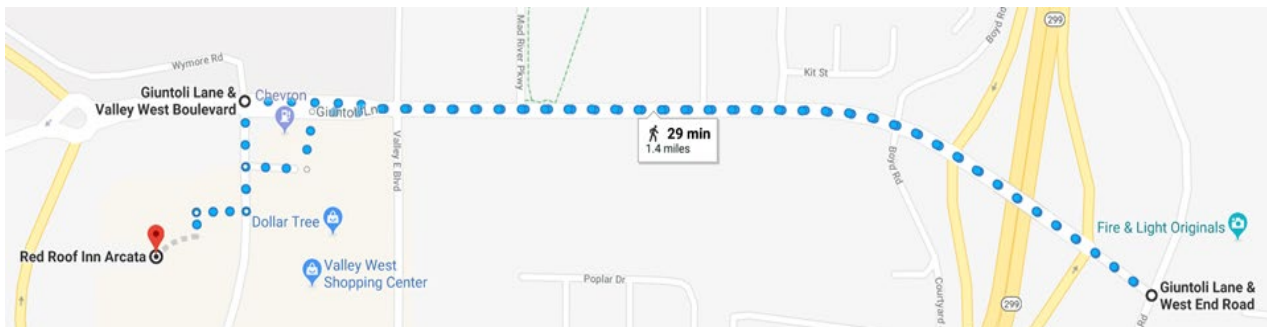 Wymore Rd
Giuntoli Lane &
Valley West Boulevard
Chevron
Giuntoli Ln
Mad River Pkwy
Valley E Blvd
Kit St
Boyd Rd
299
29 min
1.4 miles
Boyd Rd
Dollar Tree
Red Roof Inn Arcata
Valley West
Shopping Center
Poplar Dr
Courtyard
Fire & Light Originals
299
Giuntoli Lane &
West End Road
Rd